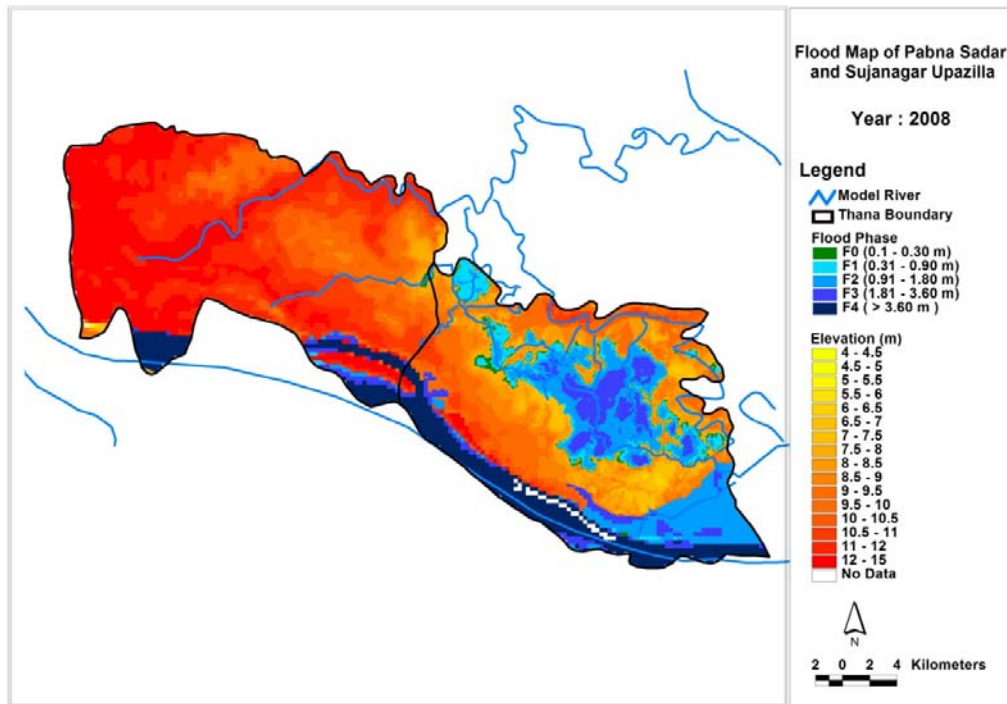 Flood Map of Pabna Sadar
and Sujanagar Upazilla
Year : 2008
Legend
Model River
Thana Boundary
Flood Phase
F0 (0.1 - 0.30 m)
F1 (0.31 - 0.90 m)
F2 (0.91 - 1.80 m)
F3 (1.81 - 3.60 m)
F4 ( > 3.60 m )
Elevation (m)
4 - 4.5
4.5 - 5
5 - 5.5
5.5 - 6
6 - 6.5
6.5 - 7
7 - 7.5
7.5 - 8
8 - 8.5
8.5 - 9
9 - 9.5
9.5 - 10
10 - 10.5
10.5 - 11
11 - 12
12 - 15
No Data
N
2 0 2 4 Kilometers